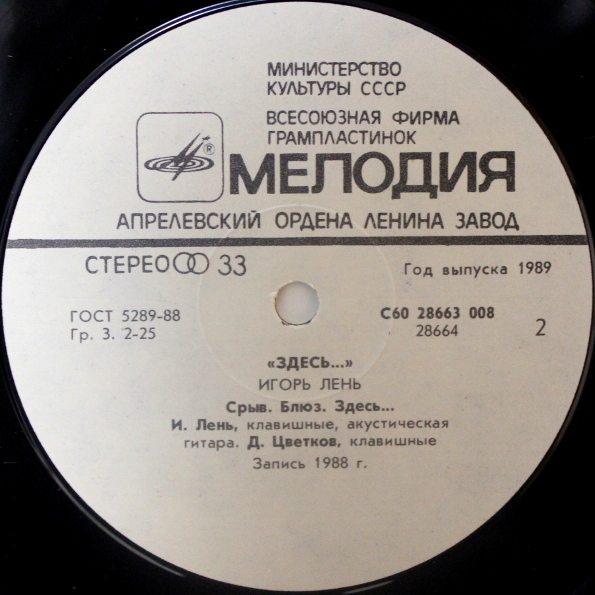 МИНИСТЕРСТВО
КУЛЬТУРЫ СССР
ВСЕСОЮЗНАЯ ФИРМА
ГРАМПЛАСТИНОК
®
МЕЛОДИЯ
АПРЕЛЕВСКИЙ ОРДЕНА ЛЕНИНА ЗАВОД
СТЕРЕО 33
Год выпуска 1989
ГОСТ 5289-88
Гр. 3. 2-25
С60 28663 008
28664
2
«ЗДЕСЬ...»
ИГОРЬ ЛЕНЬ
Срыв. Блюз. Здесь...
И. Лень, клавишные, акустическая
гитара. Д. Цветков, клавишные
Запись 1988 г.